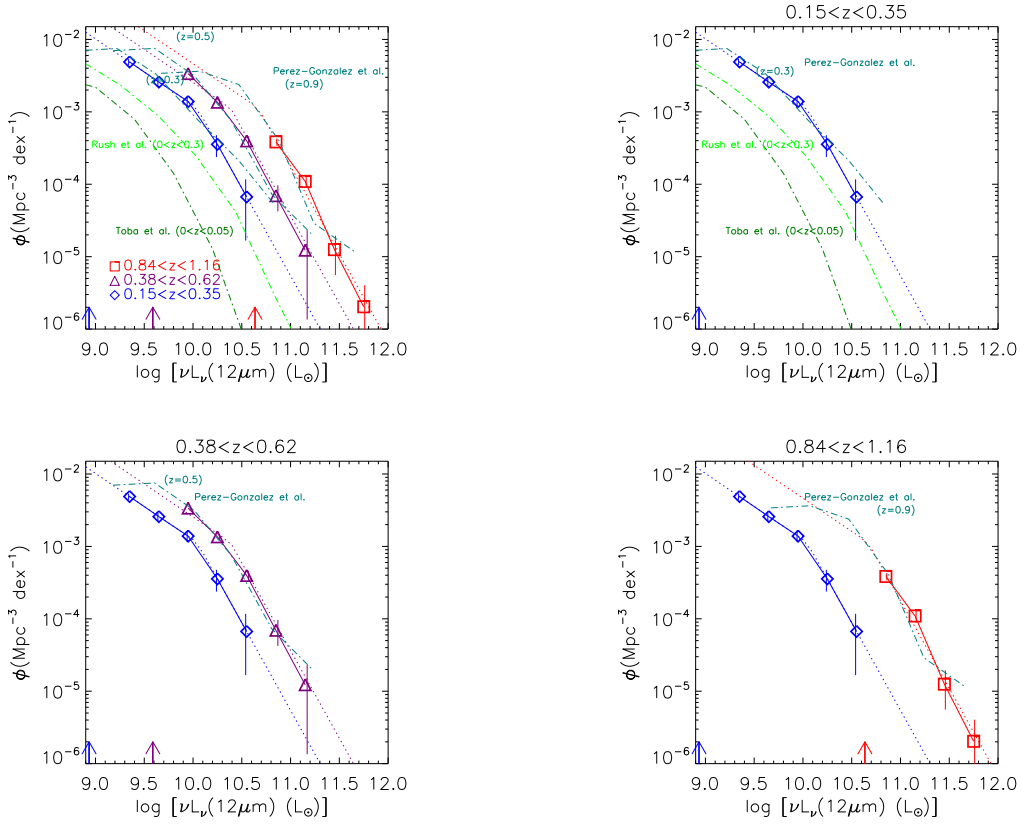 0.15<z<0.35
(z=0.5)
Perez-Gonzalez et al.
(z=0.9)
(z=0.3)
Rush et al. (0<z<0.3)
Toba et al. (0<z<0.05)
0.84<z<1.16
0.38<z<0.62
0.15<z<0.35
10⁻²
10⁻³
10⁻⁴
10⁻⁵
10⁻⁶
ϕ(Mpc⁻³ dex⁻¹)
9.0 9.5 10.0 10.5 11.0 11.5 12.0
log [νL_ν(12μm) (L_⊙)]
Perez-Gonzalez et al.
(z=0.3)
Rush et al. (0<z<0.3)
Toba et al. (0<z<0.05)
10⁻²
10⁻³
10⁻⁴
10⁻⁵
10⁻⁶
ϕ(Mpc⁻³ dex⁻¹)
9.0 9.5 10.0 10.5 11.0 11.5 12.0
log [νL_ν(12μm) (L_⊙)]
0.38<z<0.62
(z=0.5)
Perez-Gonzalez et al.
10⁻²
10⁻³
10⁻⁴
10⁻⁵
10⁻⁶
ϕ(Mpc⁻³ dex⁻¹)
9.0 9.5 10.0 10.5 11.0 11.5 12.0
log [νL_ν(12μm) (L_⊙)]
0.84<z<1.16
Perez-Gonzalez et al.
(z=0.9)
10⁻²
10⁻³
10⁻⁴
10⁻⁵
10⁻⁶
ϕ(Mpc⁻³ dex⁻¹)
9.0 9.5 10.0 10.5 11.0 11.5 12.0
log [νL_ν(12μm) (L_⊙)]